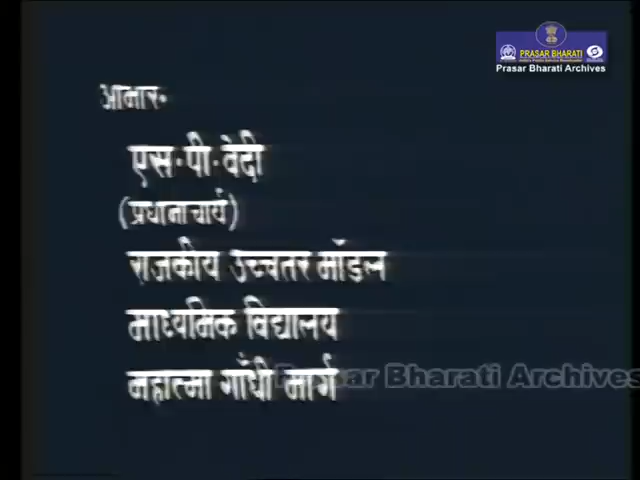 PRASAR BHARATI
Prasar Bharati Archives
आभार-
एस·पी·वेदी
(प्रधानाचार्य)
राजकीय उच्चतर मॉडल
माध्यमिक विद्यालय
महात्मा गाँधी मार्ग
Prasar Bharati Archives